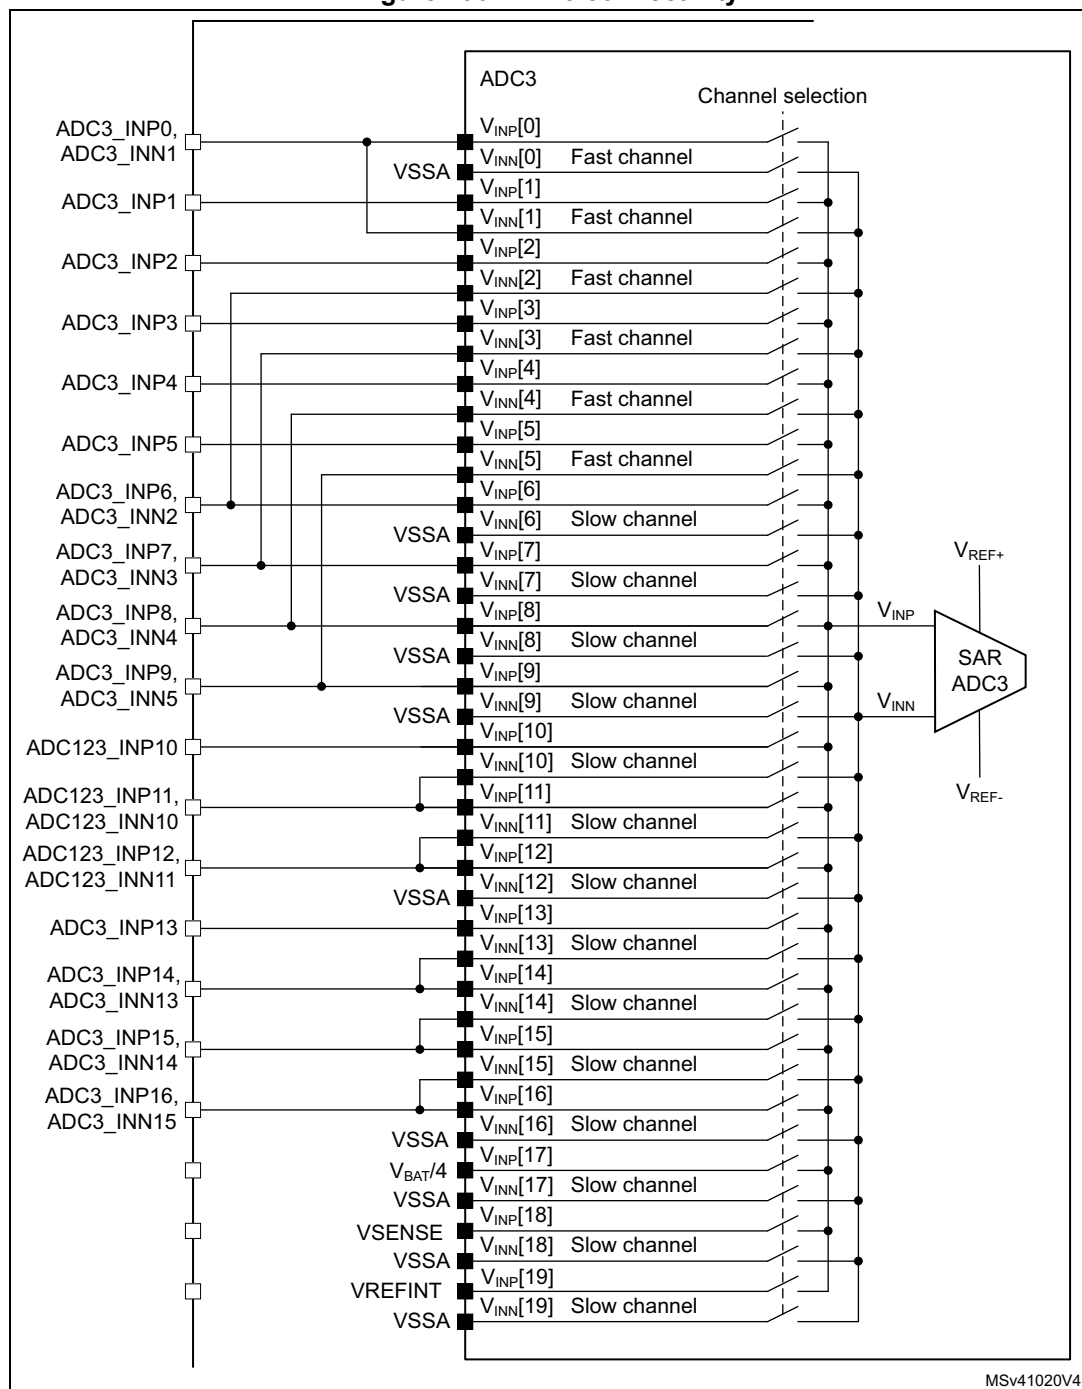 ADC3
Channel selection
ADC3_INP0,
ADC3_INN1
VINP[0]
VINN[0] Fast channel
VSSA
ADC3_INP1
VINP[1]
VINN[1] Fast channel
ADC3_INP2
VINP[2]
VINN[2] Fast channel
ADC3_INP3
VINP[3]
VINN[3] Fast channel
ADC3_INP4
VINP[4]
VINN[4] Fast channel
ADC3_INP5
VINP[5]
VINN[5] Fast channel
ADC3_INP6,
ADC3_INN2
VINP[6]
VINN[6] Slow channel
VSSA
ADC3_INP7,
ADC3_INN3
VINP[7]
VINN[7] Slow channel
VSSA
ADC3_INP8,
ADC3_INN4
VINP[8]
VINN[8] Slow channel
VSSA
ADC3_INP9,
ADC3_INN5
VINP[9]
VINN[9] Slow channel
VSSA
VREF+
VINP
SAR
ADC3
VINN
VREF-
ADC123_INP10
VINP[10]
VINN[10] Slow channel
ADC123_INP11,
ADC123_INN10
VINP[11]
VINN[11] Slow channel
ADC123_INP12,
ADC123_INN11
VINP[12]
VINN[12] Slow channel
VSSA
ADC3_INP13
VINP[13]
VINN[13] Slow channel
ADC3_INP14,
ADC3_INN13
VINP[14]
VINN[14] Slow channel
ADC3_INP15,
ADC3_INN14
VINP[15]
VINN[15] Slow channel
ADC3_INP16,
ADC3_INN15
VINP[16]
VINN[16] Slow channel
VSSA
VBAT/4
VINP[17]
VINN[17] Slow channel
VSSA
VSENSE
VINP[18]
VINN[18] Slow channel
VSSA
VREFINT
VINP[19]
VINN[19] Slow channel
VSSA
MSv41020V4